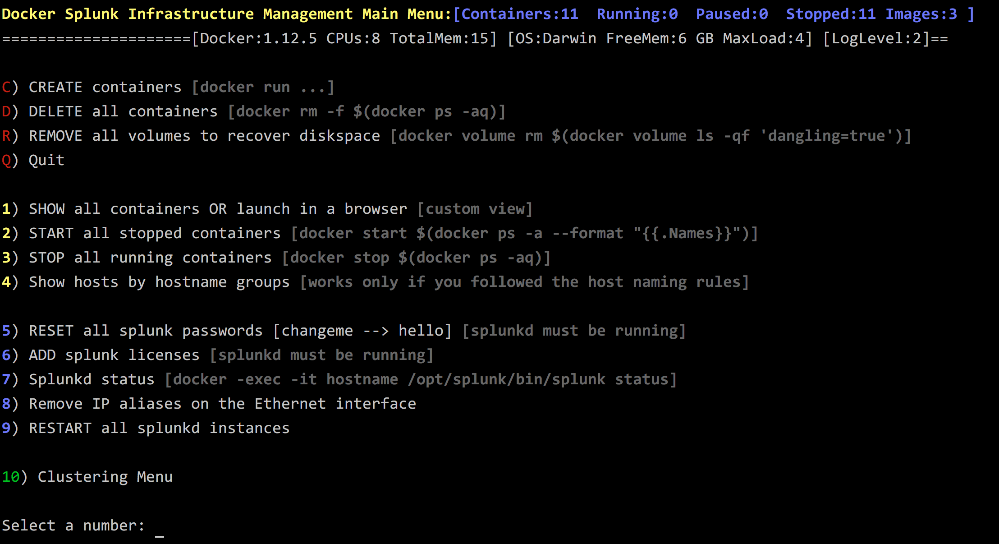 Docker Splunk Infrastructure Management Main Menu:[Containers:11  Running:0  Paused:0  Stopped:11 Images:3 ]
=====================[Docker:1.12.5 CPUs:8 TotalMem:15] [OS:Darwin FreeMem:6 GB MaxLoad:4] [LogLevel:2]==
C) CREATE containers [docker run ...]
D) DELETE all containers [docker rm -f $(docker ps -aq)]
R) REMOVE all volumes to recover diskspace [docker volume rm $(docker volume ls -qf 'dangling=true')]
Q) Quit
1) SHOW all containers OR launch in a browser [custom view]
2) START all stopped containers [docker start $(docker ps -a --format "{{.Names}}")]
3) STOP all running containers [docker stop $(docker ps -aq)]
4) Show hosts by hostname groups [works only if you followed the host naming rules]
5) RESET all splunk passwords [changeme --> hello] [splunkd must be running]
6) ADD splunk licenses [splunkd must be running]
7) Splunkd status [docker -exec -it hostname /opt/splunk/bin/splunk status]
8) Remove IP aliases on the Ethernet interface
9) RESTART all splunkd instances
10) Clustering Menu
Select a number: _